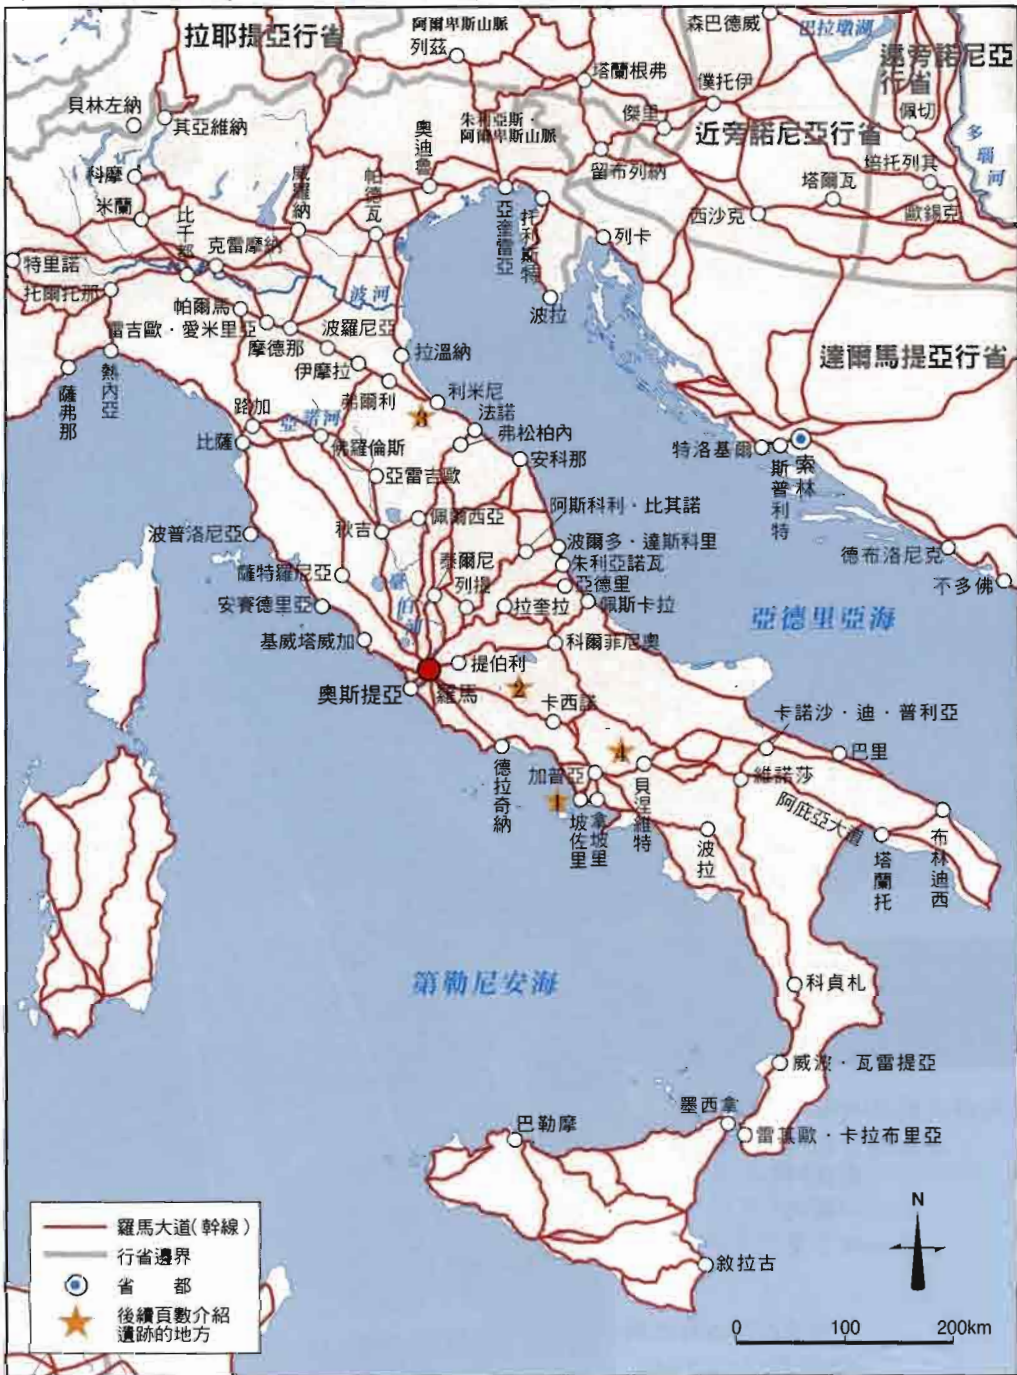 拉耶提亞行省
阿爾卑斯山脈
列茲
森巴德威
巴拉墩湖
遠旁諾尼亞
行省
塔蘭根弗
貝林左納
其亞維納
朱利亞斯・
阿爾卑斯山脈
僕托伊
傑里
近旁諾尼亞行省
佩切
多瑙河
奧迪魯
留布列納
培托列其
塔爾瓦
歐錫克
科摩
米蘭
威羅納
帕德瓦
亞奎雷亞
托利斯特
西沙克
列卡
比千都
克雷摩納
特里諾
托爾托那
波河
帕爾馬
雷吉歐・愛米里亞
摩德那
波羅尼亞
波拉
伊摩拉
拉溫納
達爾馬提亞行省
薩弗那
熱內亞
弗爾利
利米尼
3
法諾
弗松柏內
路加
亞諾河
比薩
佛羅倫斯
安科那
特洛基爾
斯普利特
索林
亞雷吉歐
阿斯科利・比其諾
佩爾西亞
秋吉
波普洛尼亞
波爾多・達斯科里
德布洛尼克
泰爾尼
朱利亞諾瓦
薩特羅尼亞
列提
亞德里
不多佛
安賽德里亞
臺伯河
拉奎拉
佩斯卡拉
亞德里亞海
基威塔威加
科爾菲尼奧
提伯利
奧斯提亞
羅馬
2
卡西諾
卡諾沙・迪・普利亞
4
巴里
德拉奇納
加普亞
貝涅維特
維諾莎
1
坡佐里
拿坡里
阿庇亞大道
波拉
塔蘭托
布林迪西
第勒尼安海
科貞札
威波・瓦雷提亞
墨西拿
巴勒摩
雷基歐・卡拉布里亞
敘拉古
羅馬大道(幹線)
行省邊界
省都
後續頁數介紹
遺跡的地方
N
0 100 200km